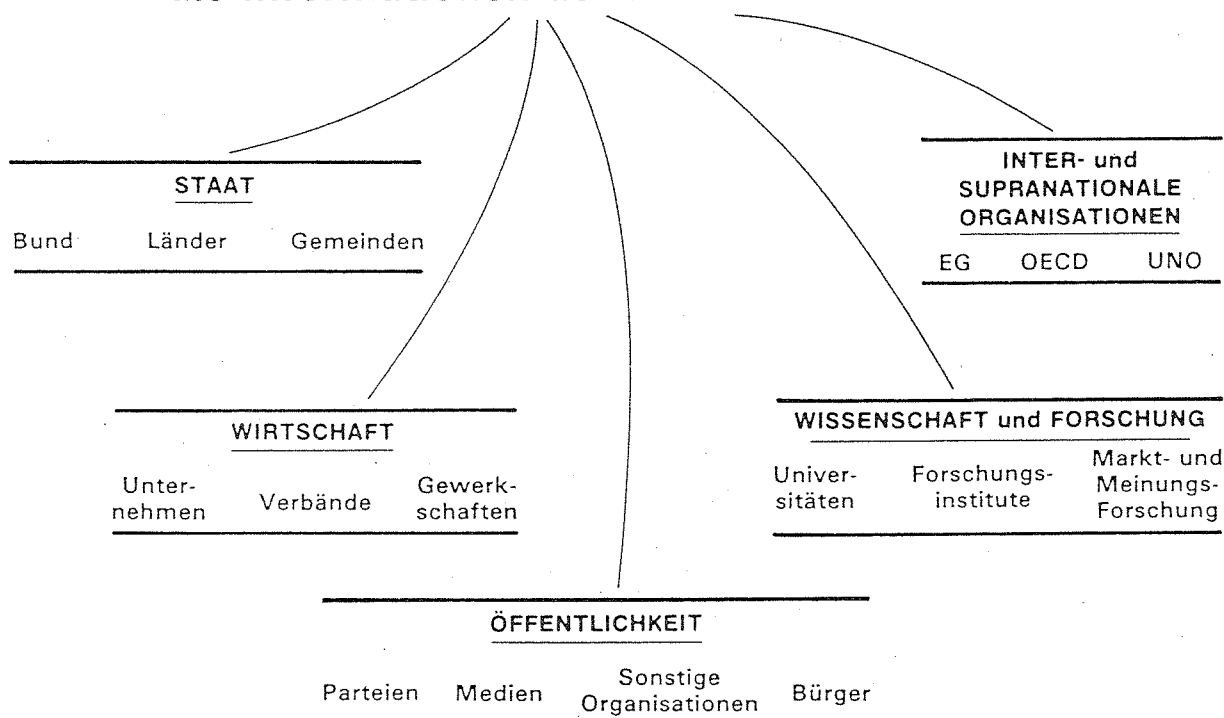 STAAT
Bund Länder Gemeinden
INTER- und
SUPRANATIONALE
ORGANISATIONEN
EG OECD UNO
WIRTSCHAFT
Unter-
nehmen
Verbände
Gewerk-
schaften
WISSENSCHAFT und FORSCHUNG
Univer-
sitäten
Forschungs-
institute
Markt- und
Meinungs-
Forschung
ÖFFENTLICHKEIT
Parteien
Medien
Sonstige
Organisationen
Bürger